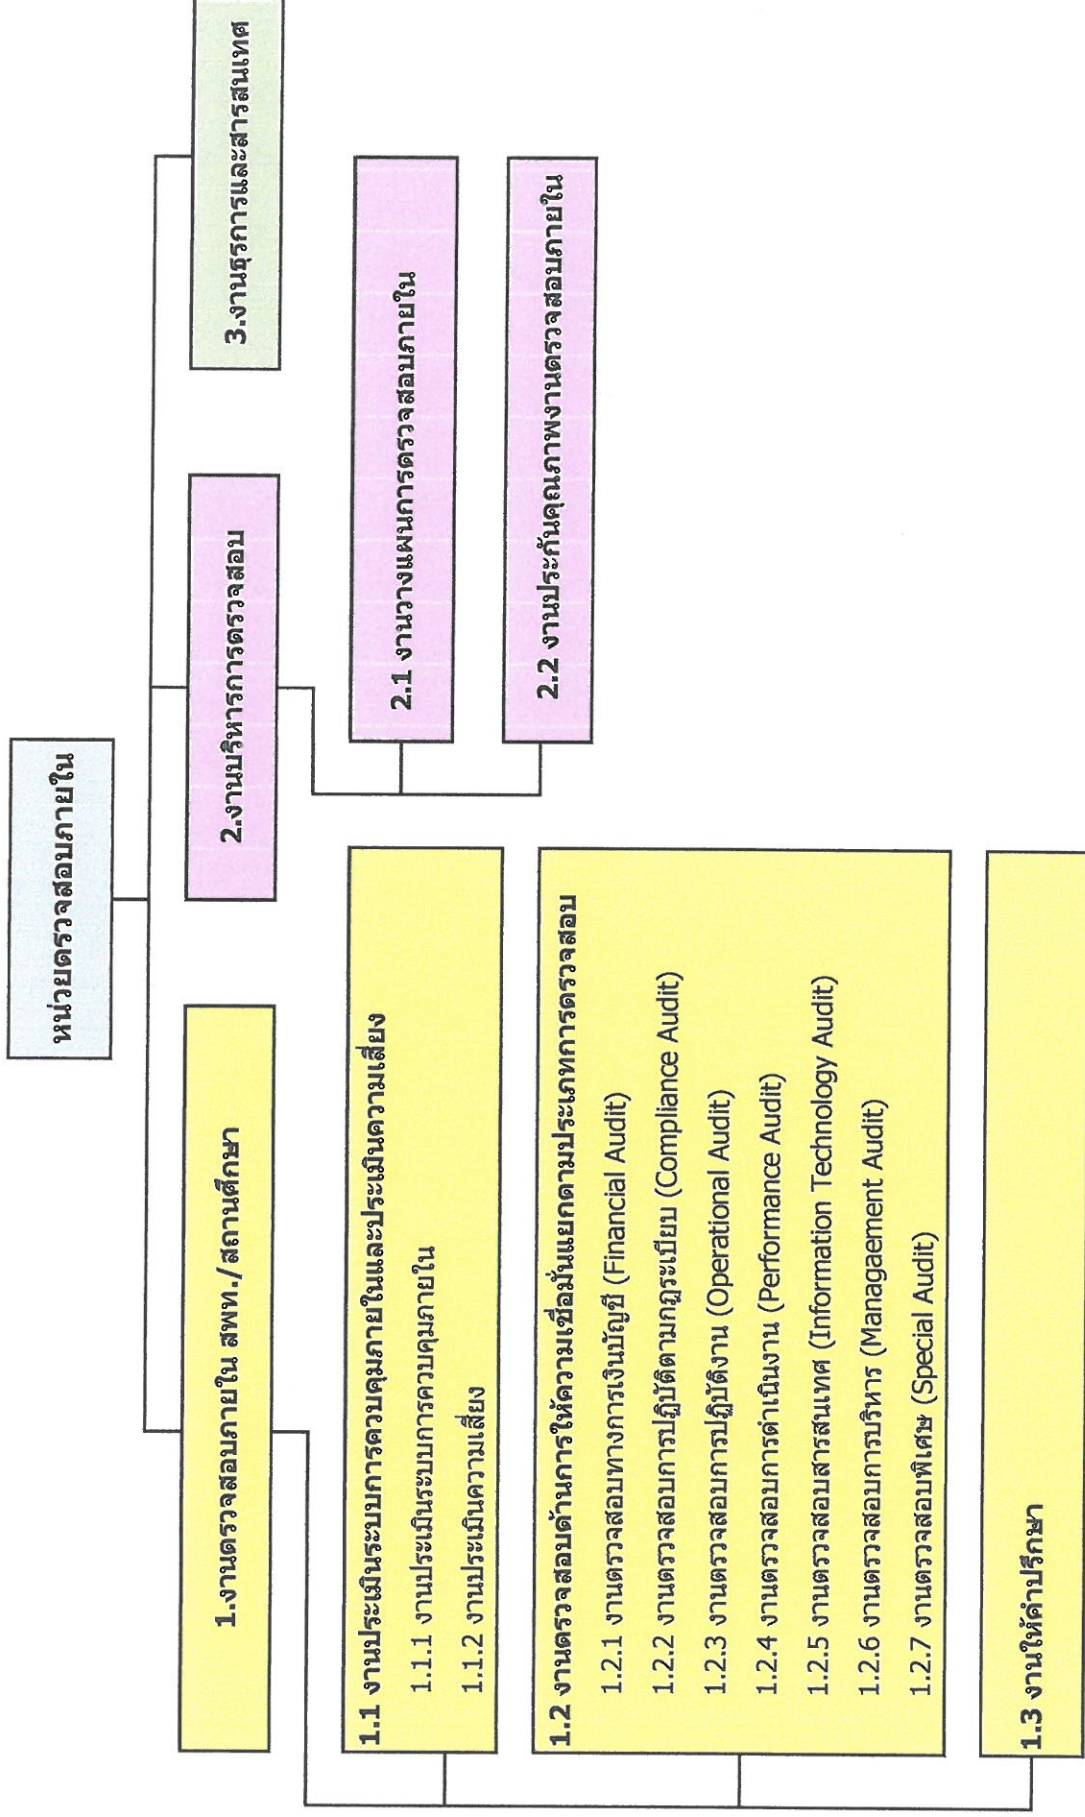 หน่วยตรวจสอบภายใน
1.งานตรวจสอบภายใน สพท./สถานศึกษา
2.งานบริหารการตรวจสอบ
3.งานธุรการและสารสนเทศ
1.1 งานประเมินระบบการควบคุมภายในและประเมินความเสี่ยง
1.1.1 งานประเมินระบบการควบคุมภายใน
1.1.2 งานประเมินความเสี่ยง
1.2 งานตรวจสอบด้านการให้ความเชื่อมั่นแยกตามประเภทการตรวจสอบ
1.2.1 งานตรวจสอบทางการเงินบัญชี (Financial Audit)
1.2.2 งานตรวจสอบการปฏิบัติตามกฎระเบียบ (Compliance Audit)
1.2.3 งานตรวจสอบการปฏิบัติงาน (Operational Audit)
1.2.4 งานตรวจสอบการดำเนินงาน (Performance Audit)
1.2.5 งานตรวจสอบสารสนเทศ (Information Technology Audit)
1.2.6 งานตรวจสอบการบริหาร (Managaement Audit)
1.2.7 งานตรวจสอบพิเศษ (Special Audit)
1.3 งานให้คำปรึกษา
2.1 งานวางแผนการตรวจสอบภายใน
2.2 งานประกันคุณภาพงานตรวจสอบภายใน